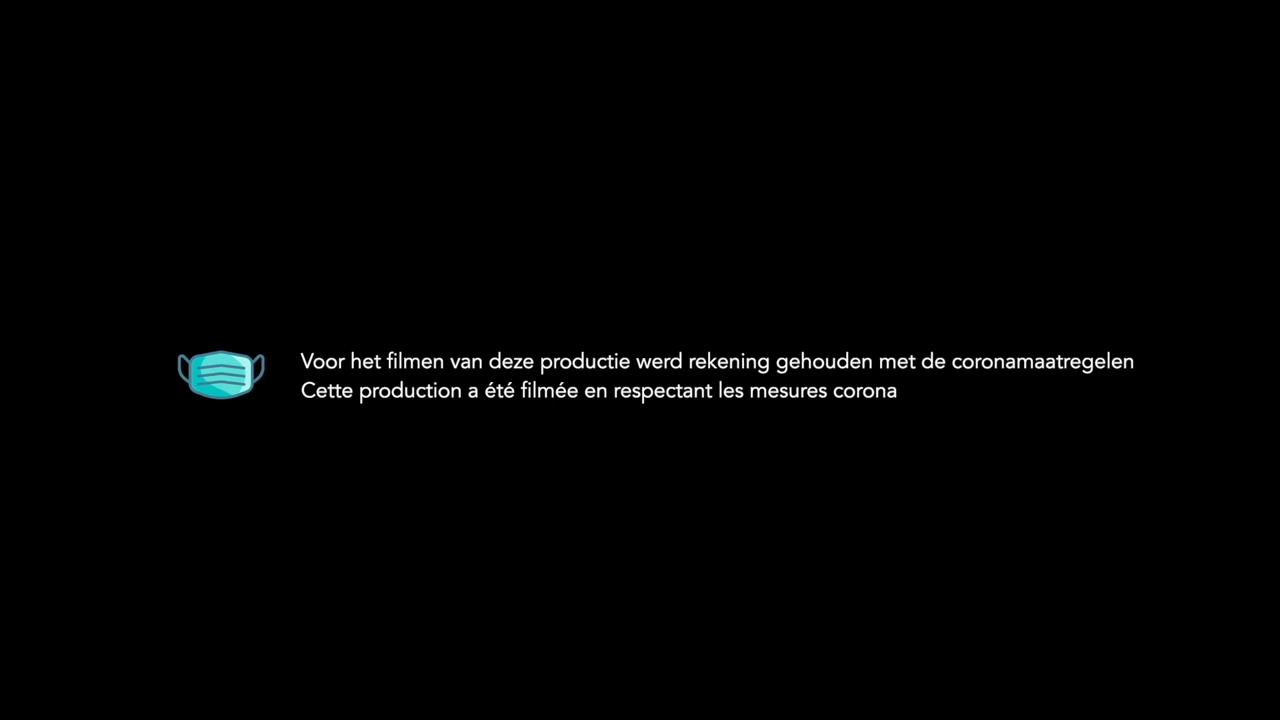 Voor het filmen van deze productie werd rekening gehouden met de coronamaatregelen
Cette production a été filmée en respectant les mesures corona